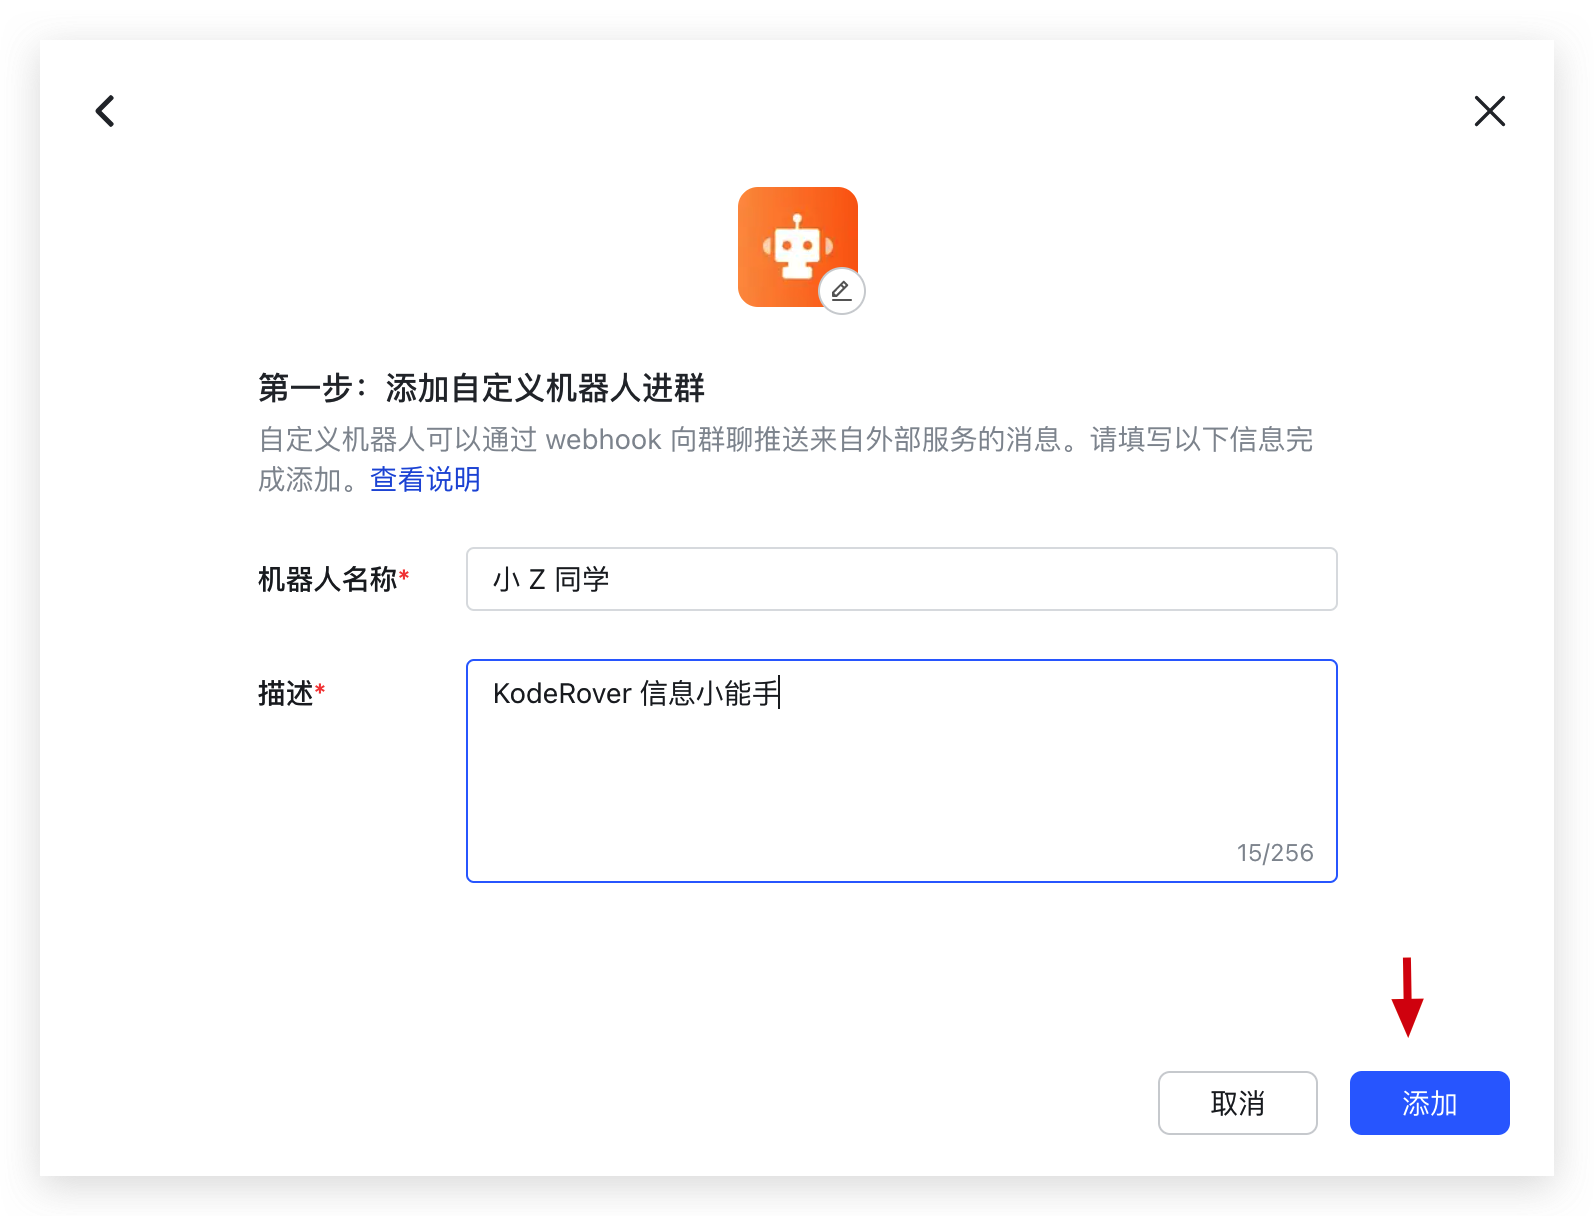 第一步：添加自定义机器人进群
自定义机器人可以通过 webhook 向群聊推送来自外部服务的消息。请填写以下信息完
成添加。查看说明
机器人名称*
小 Z 同学
描述*
KodeRover 信息小能手
15/256
取消
添加